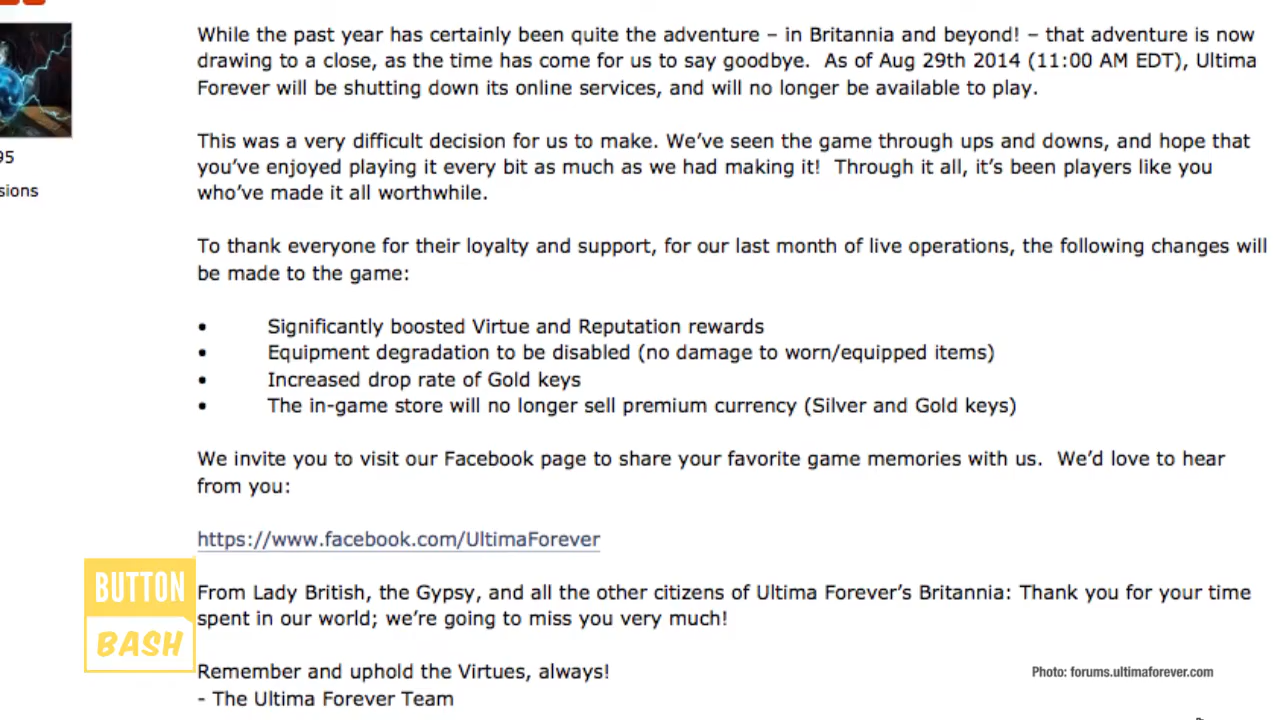 While the past year has certainly been quite the adventure – in Britannia and beyond! – that adventure is now
drawing to a close, as the time has come for us to say goodbye.  As of Aug 29th 2014 (11:00 AM EDT), Ultima
Forever will be shutting down its online services, and will no longer be available to play.
95
This was a very difficult decision for us to make. We’ve seen the game through ups and downs, and hope that
you’ve enjoyed playing it every bit as much as we had making it!  Through it all, it’s been players like you
sions
who’ve made it all worthwhile.
To thank everyone for their loyalty and support, for our last month of live operations, the following changes will
be made to the game:
• Significantly boosted Virtue and Reputation rewards
• Equipment degradation to be disabled (no damage to worn/equipped items)
• Increased drop rate of Gold keys
• The in-game store will no longer sell premium currency (Silver and Gold keys)
We invite you to visit our Facebook page to share your favorite game memories with us.  We’d love to hear
from you:
https://www.facebook.com/UltimaForever
BUTTON
BASH
From Lady British, the Gypsy, and all the other citizens of Ultima Forever’s Britannia: Thank you for your time
spent in our world; we’re going to miss you very much!
Remember and uphold the Virtues, always!
- The Ultima Forever Team
Photo: forums.ultimaforever.com